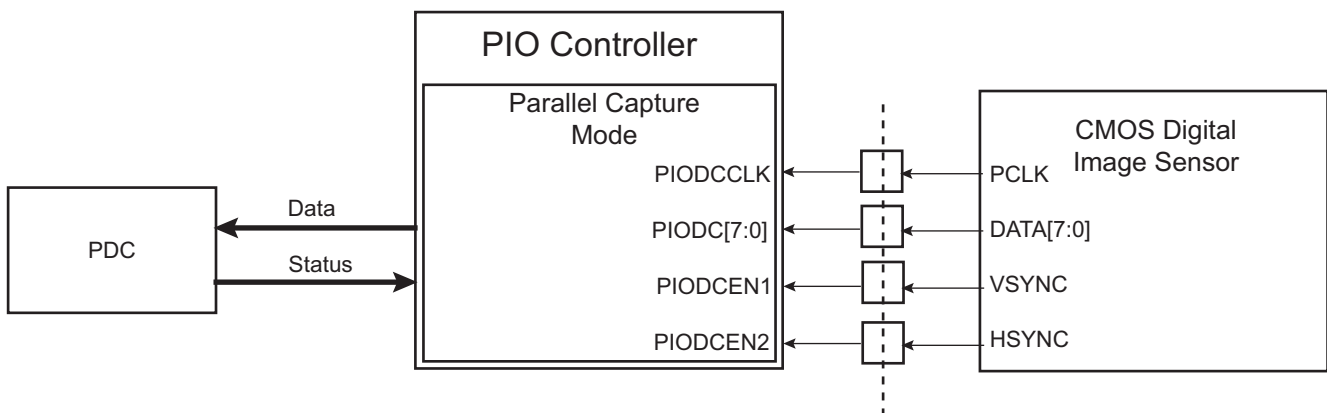 PIO Controller
Parallel Capture
Mode
PIODCCLK
PIODC[7:0]
PIODCEN1
PIODCEN2
PDC
Data
Status
CMOS Digital
Image Sensor
PCLK
DATA[7:0]
VSYNC
HSYNC